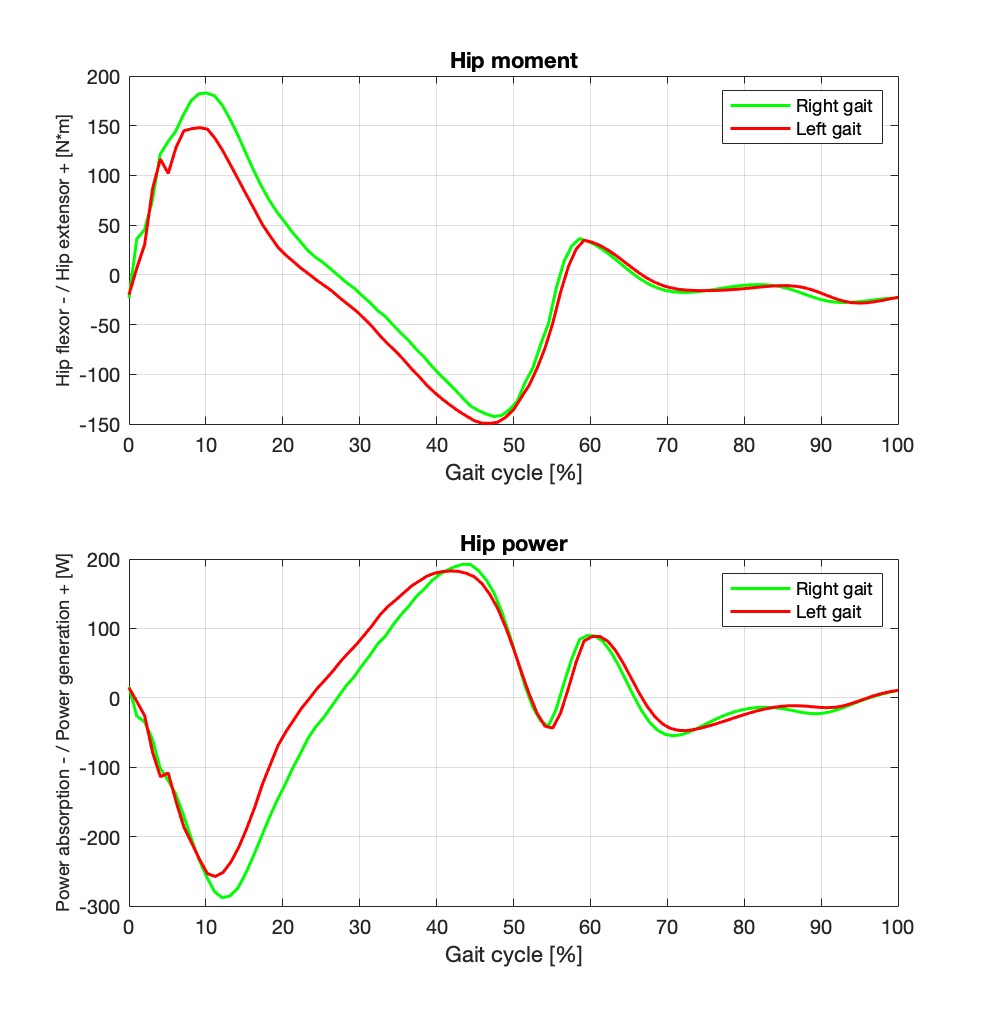 Hip moment
Hip flexor - / Hip extensor + [N*m]
200
150
100
50
0
-50
-100
-150
Right gait
Left gait
0 10 20 30 40 50 60 70 80 90 100
Gait cycle [%]
Hip power
Power absorption - / Power generation + [W]
200
100
0
-100
-200
-300
Right gait
Left gait
0 10 20 30 40 50 60 70 80 90 100
Gait cycle [%]